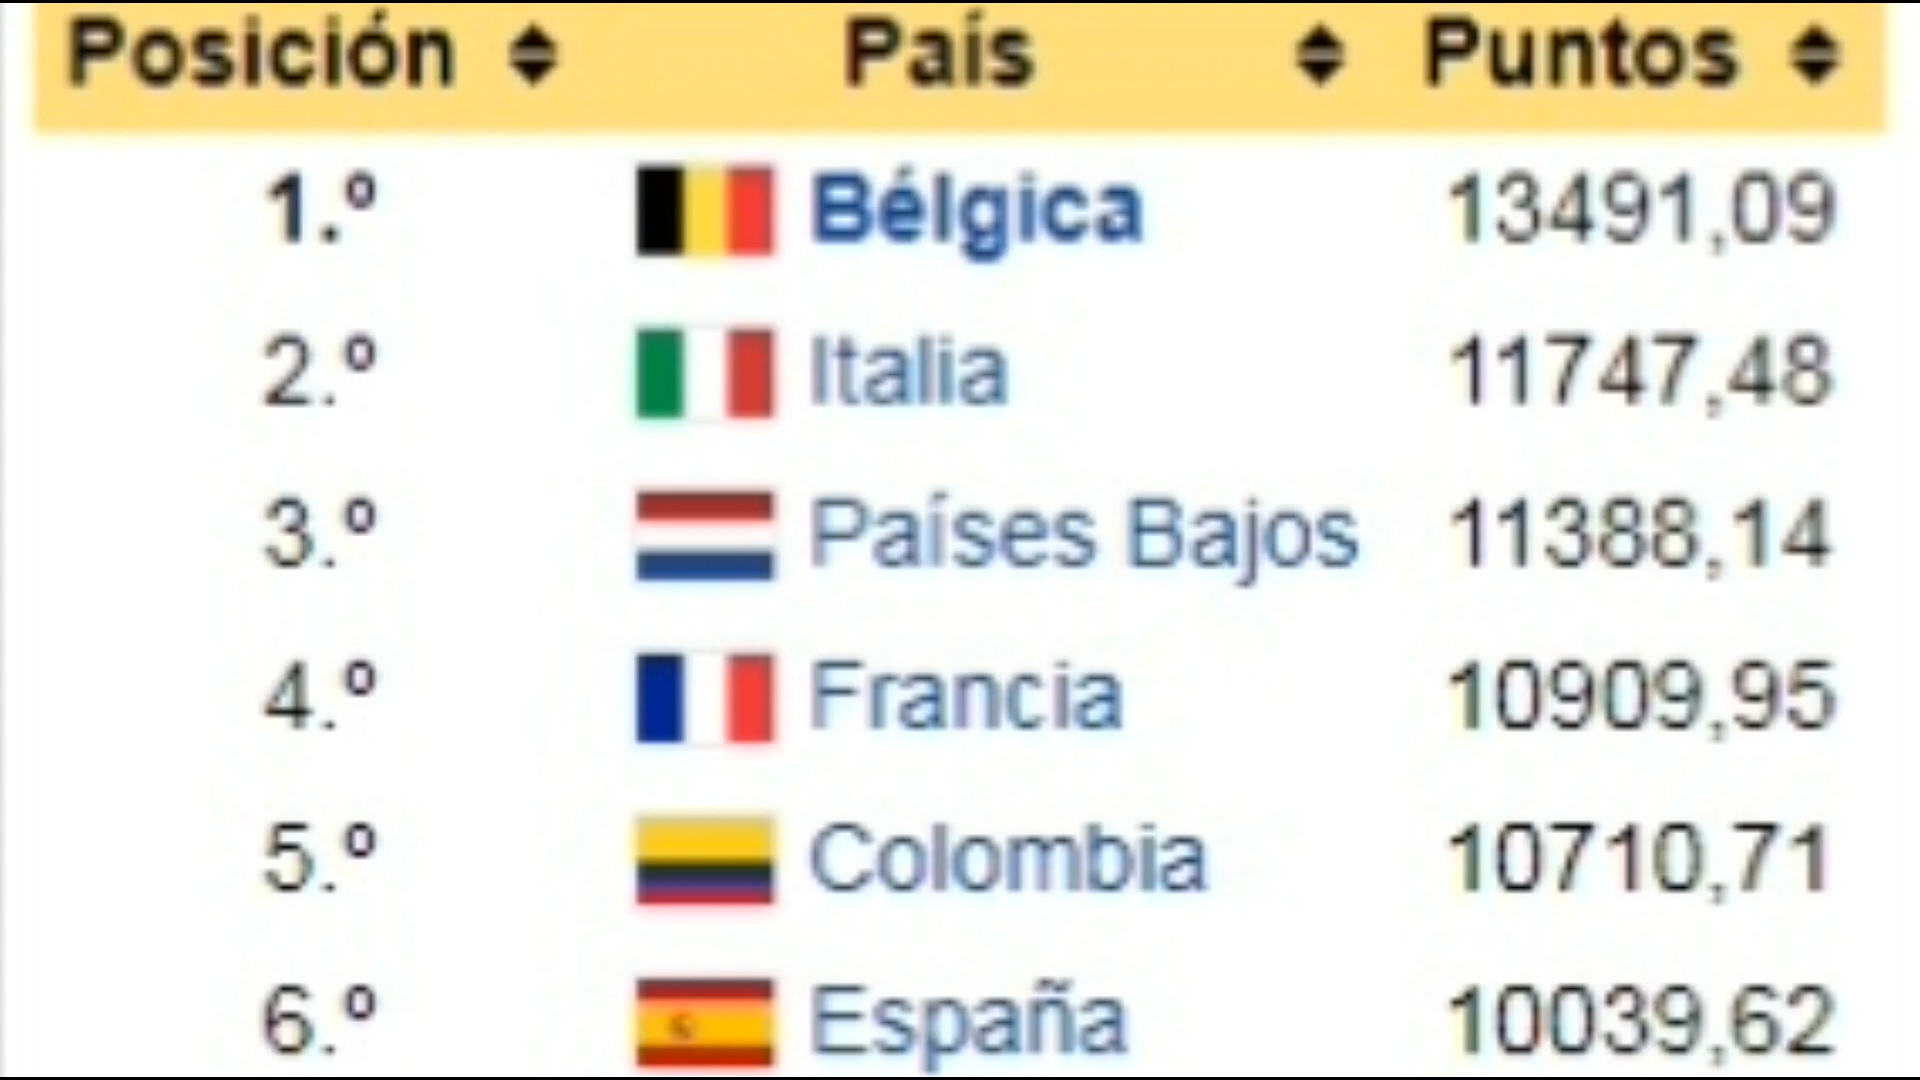 Posición País Puntos
1.º Bélgica 13491,09
2.º Italia 11747,48
3.º Países Bajos 11388,14
4.º Francia 10909,95
5.º Colombia 10710,71
6.º España 10039,62